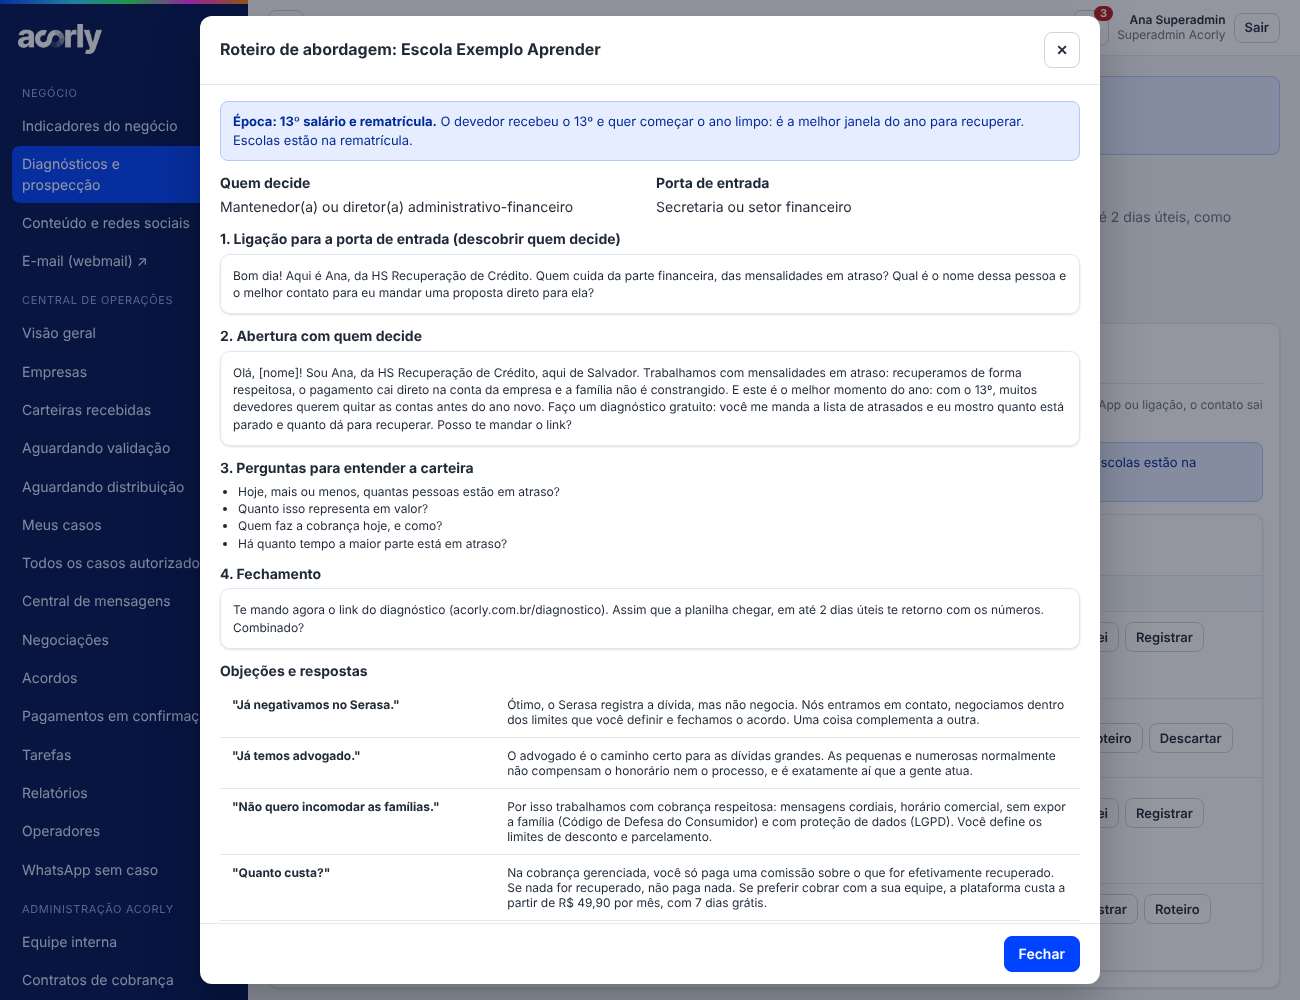 acorly
NEGÓCIO
Indicadores do negócio
Diagnósticos e
prospecção
Conteúdo e redes sociais
E-mail (webmail) ↗
CENTRAL DE OPERAÇÕES
Visão geral
Empresas
Carteiras recebidas
Aguardando validação
Aguardando distribuição
Meus casos
Todos os casos autorizado
Central de mensagens
Negociações
Acordos
Pagamentos em confirmaç
Tarefas
Relatórios
Operadores
WhatsApp sem caso
ADMINISTRAÇÃO ACORLY
Equipe interna
Contratos de cobrança
3
Ana Superadmin
Superadmin Acorly
Sair
Roteiro de abordagem: Escola Exemplo Aprender
×
Época: 13º salário e rematrícula. O devedor recebeu o 13º e quer começar o ano limpo: é a melhor janela do ano para recuperar.
Escolas estão na rematrícula.
Quem decide
Mantenedor(a) ou diretor(a) administrativo-financeiro
Porta de entrada
Secretaria ou setor financeiro
1. Ligação para a porta de entrada (descobrir quem decide)
Bom dia! Aqui é Ana, da HS Recuperação de Crédito. Quem cuida da parte financeira, das mensalidades em atraso? Qual é o nome dessa pessoa e
o melhor contato para eu mandar uma proposta direto para ela?
2. Abertura com quem decide
Olá, [nome]! Sou Ana, da HS Recuperação de Crédito, aqui de Salvador. Trabalhamos com mensalidades em atraso: recuperamos de forma
respeitosa, o pagamento cai direto na conta da empresa e a família não é constrangido. E este é o melhor momento do ano: com o 13º, muitos
devedores querem quitar as contas antes do ano novo. Faço um diagnóstico gratuito: você me manda a lista de atrasados e eu mostro quanto está
parado e quanto dá para recuperar. Posso te mandar o link?
3. Perguntas para entender a carteira
• Hoje, mais ou menos, quantas pessoas estão em atraso?
• Quanto isso representa em valor?
• Quem faz a cobrança hoje, e como?
• Há quanto tempo a maior parte está em atraso?
4. Fechamento
Te mando agora o link do diagnóstico (acorly.com.br/diagnostico). Assim que a planilha chegar, em até 2 dias úteis te retorno com os números.
Combinado?
Objeções e respostas
"Já negativamos no Serasa."
Ótimo, o Serasa registra a dívida, mas não negocia. Nós entramos em contato, negociamos dentro
dos limites que você definir e fechamos o acordo. Uma coisa complementa a outra.
"Já temos advogado."
O advogado é o caminho certo para as dívidas grandes. As pequenas e numerosas normalmente
não compensam o honorário nem o processo, e é exatamente aí que a gente atua.
"Não quero incomodar as famílias."
Por isso trabalhamos com cobrança respeitosa: mensagens cordiais, horário comercial, sem expor
a família (Código de Defesa do Consumidor) e com proteção de dados (LGPD). Você define os
limites de desconto e parcelamento.
"Quanto custa?"
Na cobrança gerenciada, você só paga uma comissão sobre o que for efetivamente recuperado.
Se nada for recuperado, não paga nada. Se preferir cobrar com a sua equipe, a plataforma custa a
partir de R$ 49,90 por mês, com 7 dias grátis.
Fechar
é 2 dias úteis, como
App ou ligação, o contato sai
scolas estão na
ei
Registrar
oteiro
Descartar
ei
Registrar
strar
Roteiro